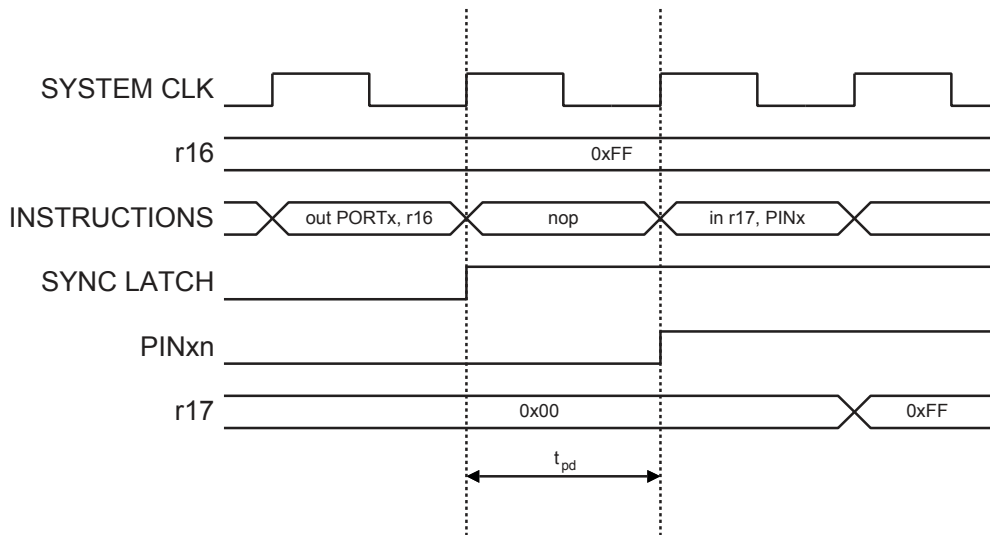 SYSTEM CLK
r16
0xFF
INSTRUCTIONS
out PORTx, r16
nop
in r17, PINx
SYNC LATCH
PINxn
r17
0x00
0xFF
tpd